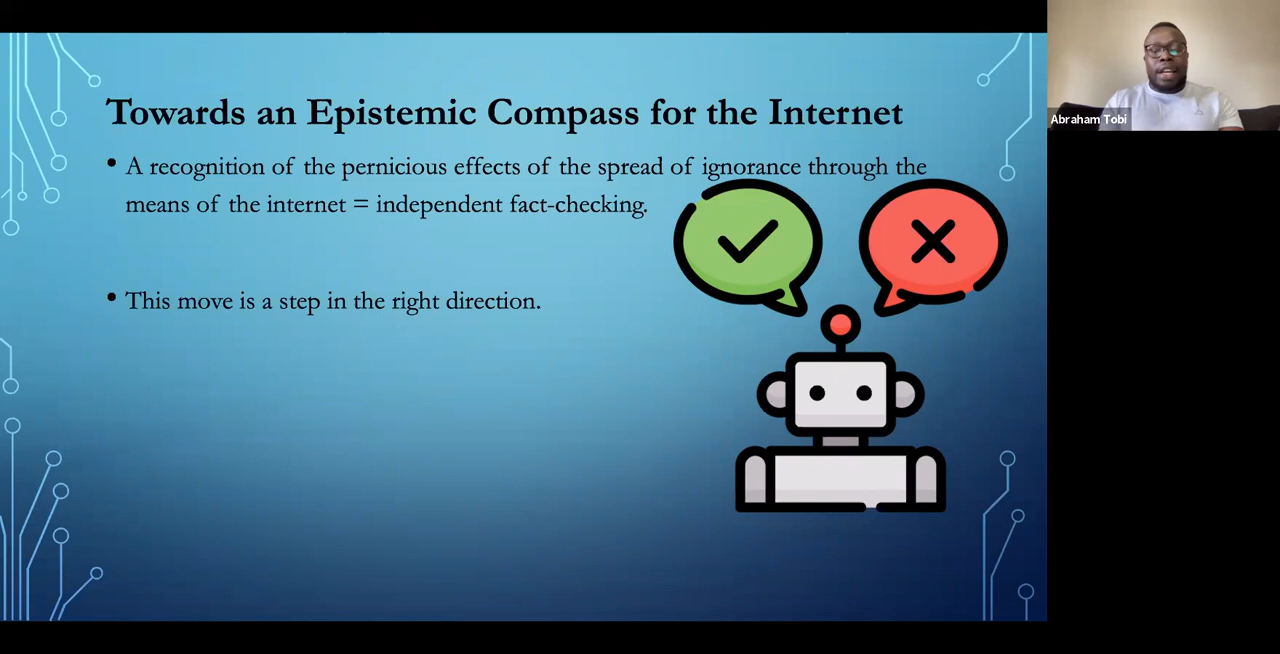 Towards an Epistemic Compass for the Internet
• A recognition of the pernicious effects of the spread of ignorance through the
means of the internet = independent fact-checking.
• This move is a step in the right direction.
Abraham Tobi